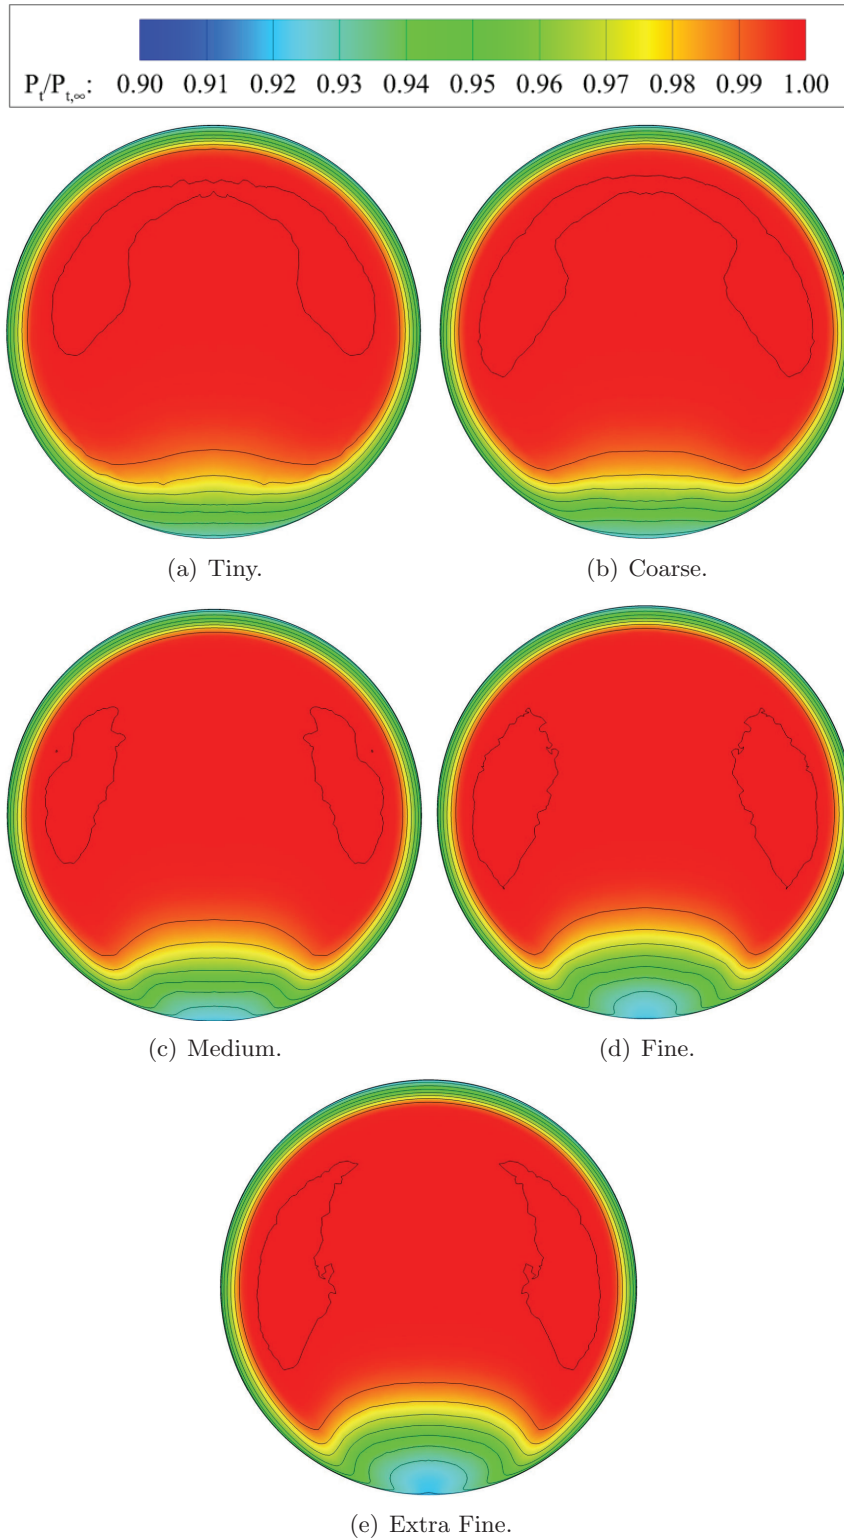 P_t/P_t,∞: 0.90 0.91 0.92 0.93 0.94 0.95 0.96 0.97 0.98 0.99 1.00
(a) Tiny.
(b) Coarse.
(c) Medium.
(d) Fine.
(e) Extra Fine.